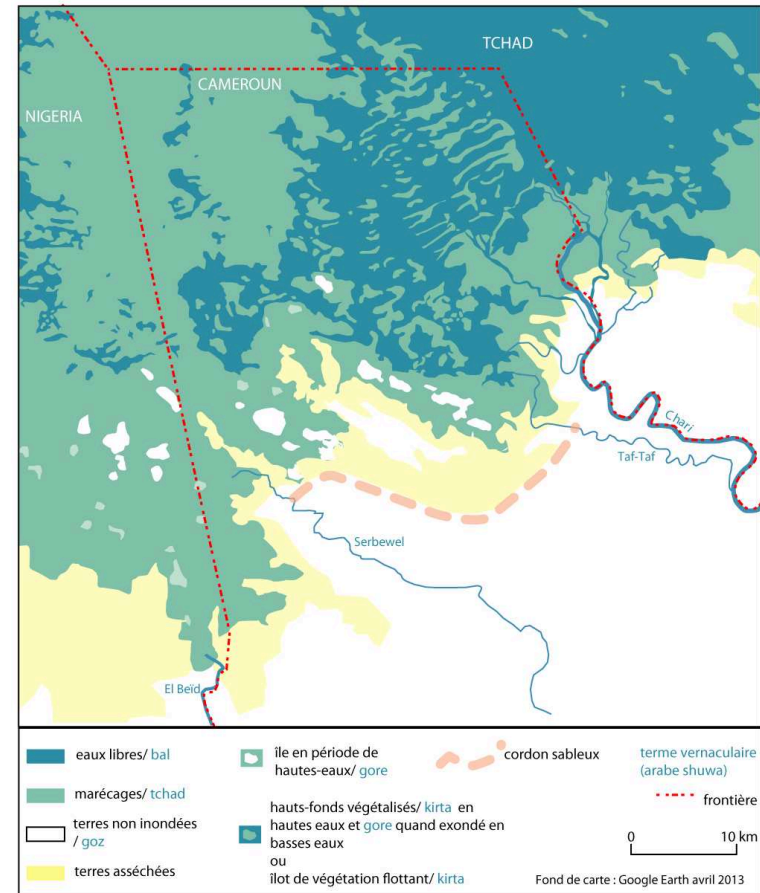 TCHAD
CAMEROUN
NIGERIA
Chari
Taf-Taf
Serbewel
El Beïd
eaux libres/ bal
marécages/ tchad
terres non inondées
/ goz
terres asséchées
île en période de
hautes-eaux/ gore
hauts-fonds végétalisés/ kirta en
hautes eaux et gore quand exondé en
basses eaux
ou
îlot de végétation flottant/ kirta
cordon sableux
terme vernaculaire
(arabe shuwa)
frontière
0 10 km
Fond de carte : Google Earth avril 2013